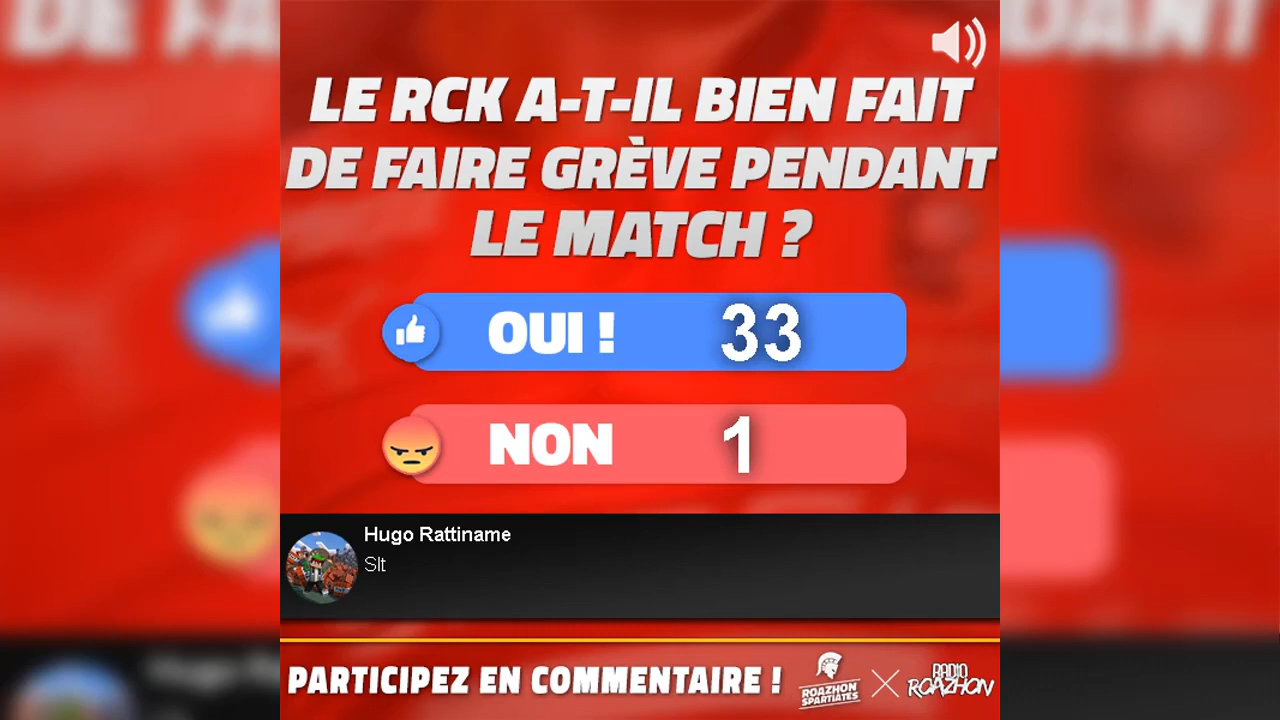 LE RCK A-T-IL BIEN FAIT
DE FAIRE GRÈVE PENDANT
LE MATCH ?
OUI ! 33
NON 1
Hugo Rattiname
Slt
PARTICIPEZ EN COMMENTAIRE !
ROAZHON
SPARTIATES
RADIO
ROAZHON